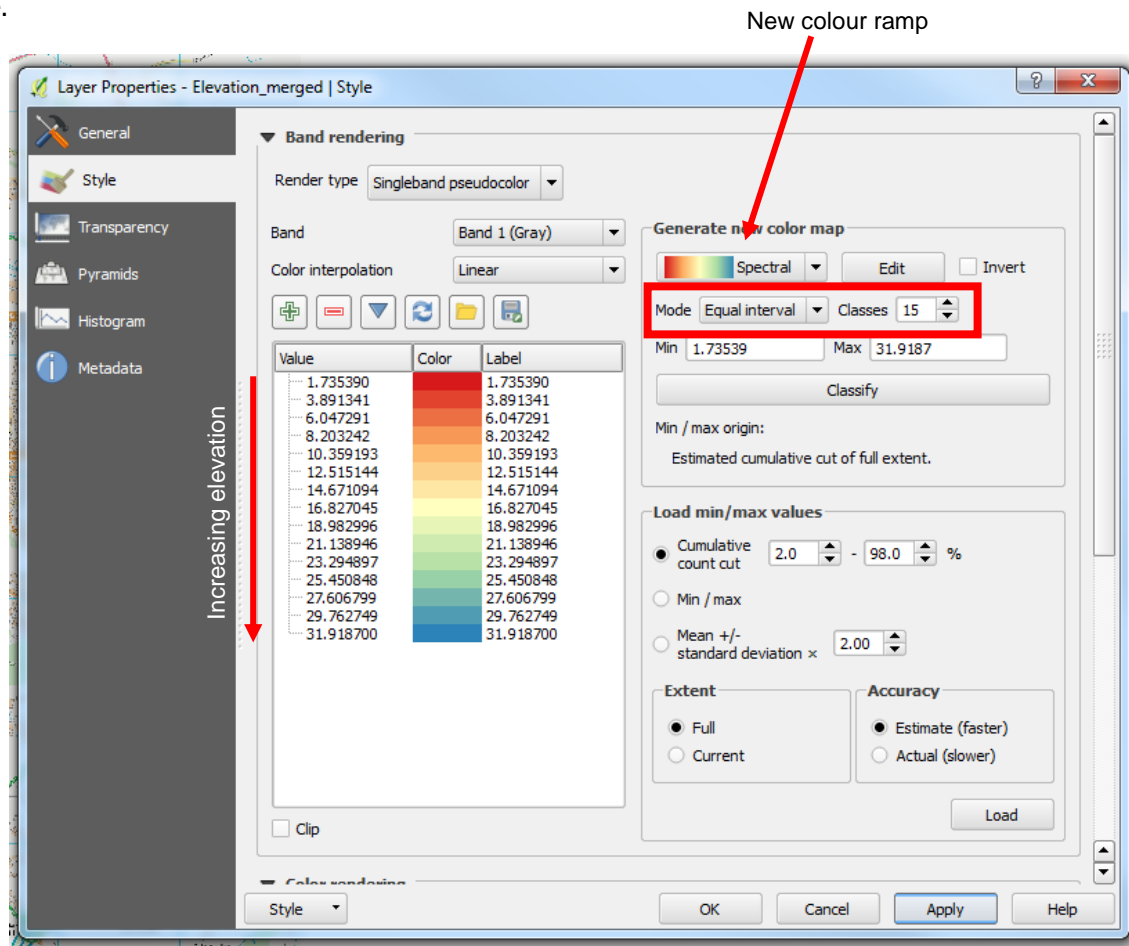 .
New colour ramp
Layer Properties - Elevation_merged | Style
General
Style
Transparency
Pyramids
Histogram
Metadata
Increasing elevation
Band rendering
Render type Singleband pseudocolor
Band Band 1 (Gray)
Color interpolation Linear
Value Color Label
1.735390 1.735390
3.891341 3.891341
6.047291 6.047291
8.203242 8.203242
10.359193 10.359193
12.515144 12.515144
14.671094 14.671094
16.827045 16.827045
18.982996 18.982996
21.138946 21.138946
23.294897 23.294897
25.450848 25.450848
27.606799 27.606799
29.762749 29.762749
31.918700 31.918700
Clip
Generate new color map
Spectral Edit Invert
Mode Equal interval Classes 15
Min 1.73539 Max 31.9187
Classify
Min / max origin:
Estimated cumulative cut of full extent.
Load min/max values
Cumulative
count cut 2.0 - 98.0 %
Min / max
Mean +/-
standard deviation × 2.00
Extent
Full
Current
Accuracy
Estimate (faster)
Actual (slower)
Load
Color rendering
Style OK Cancel Apply Help